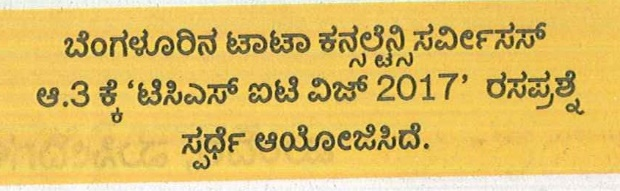 ಬೆಂಗಳೂರಿನ ಟಾಟಾ ಕನ್ಸಲ್ಟೆನ್ಸಿ ಸರ್ವೀಸಸ್
ಆ.3 ಕ್ಕೆ ‘ಟಿಸಿಎಸ್ ಐಟಿ ವಿಜ್ 2017’ ರಸಪ್ರಶ್ನೆ
ಸ್ಪರ್ಧೆ ಆಯೋಜಿಸಿದೆ.